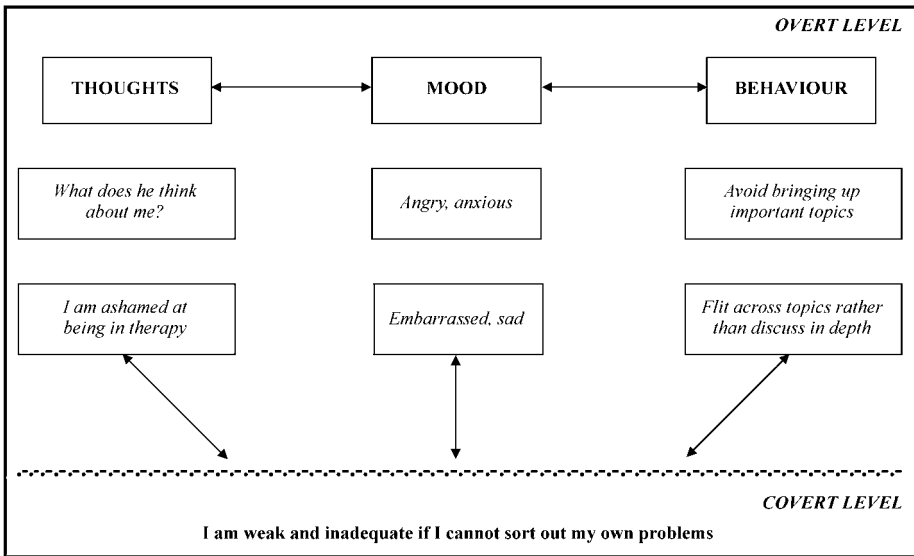 OVERT LEVEL
THOUGHTS
MOOD
BEHAVIOUR
What does he think
about me?
Angry, anxious
Avoid bringing up
important topics
I am ashamed at
being in therapy
Embarrassed, sad
Flit across topics rather
than discuss in depth
COVERT LEVEL
I am weak and inadequate if I cannot sort out my own problems